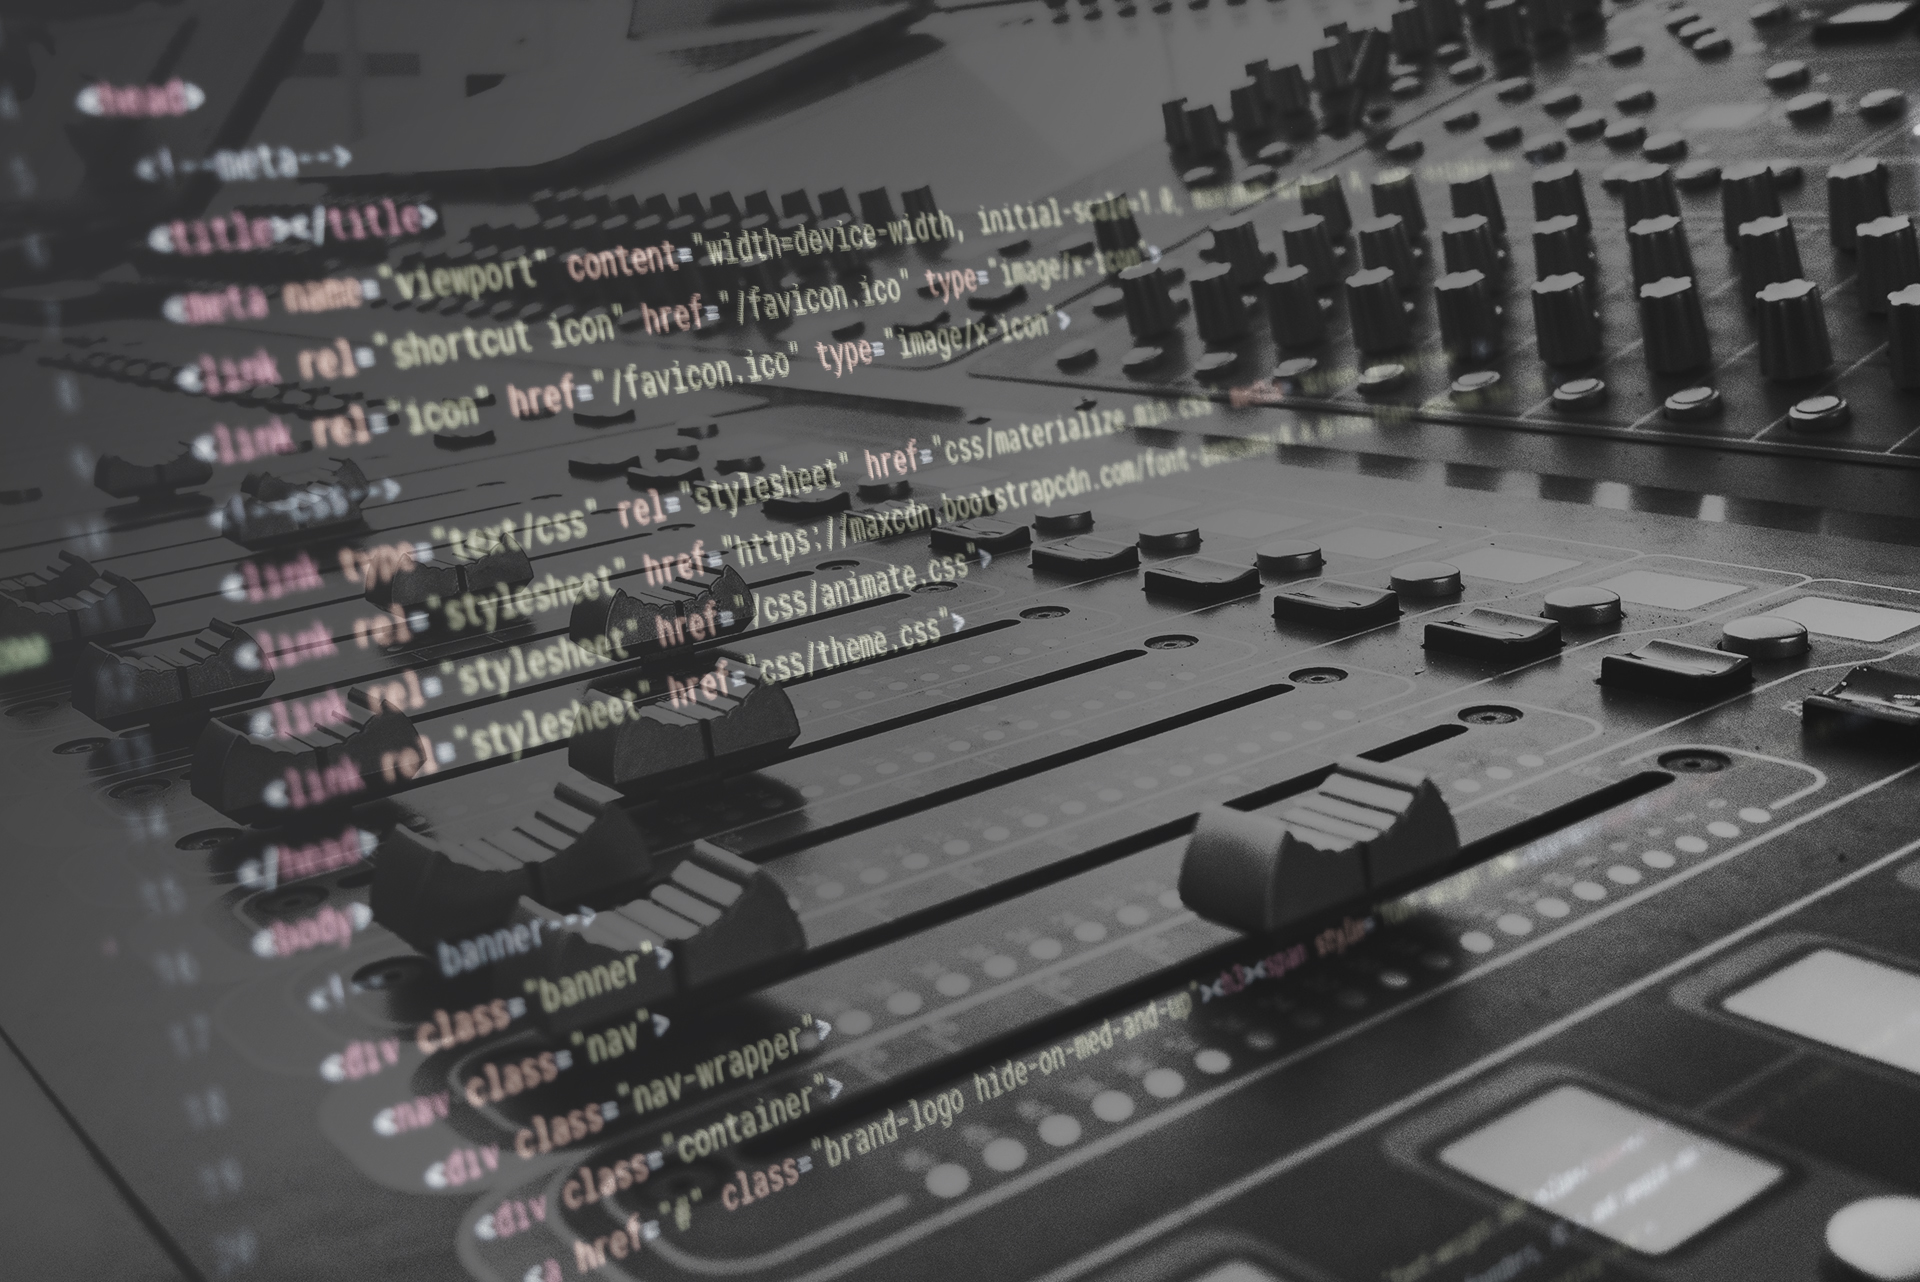 <head>
<!--meta-->
<title></title>
<meta name="viewport" content="width=device-width, initial-scale=1.0,
<link rel="shortcut icon" href="/favicon.ico" type="image/x-icon">
<link rel="icon" href="/favicon.ico" type="image/x-icon">
<!--css-->
<link type="text/css" rel="stylesheet" href="css/materialize.min.css"
<link rel="stylesheet" href="https://maxcdn.bootstrapcdn.com/font-awesome/
<link rel="stylesheet" href="/css/animate.css">
<link rel="stylesheet" href="css/theme.css">
</head>
<body>
<!-- banner-->
<div class="banner">
<nav class="nav">
<div class="nav-wrapper">
<div class="container">
<a href="#" class="brand-logo hide-on-med-and-up"><h3><span style="